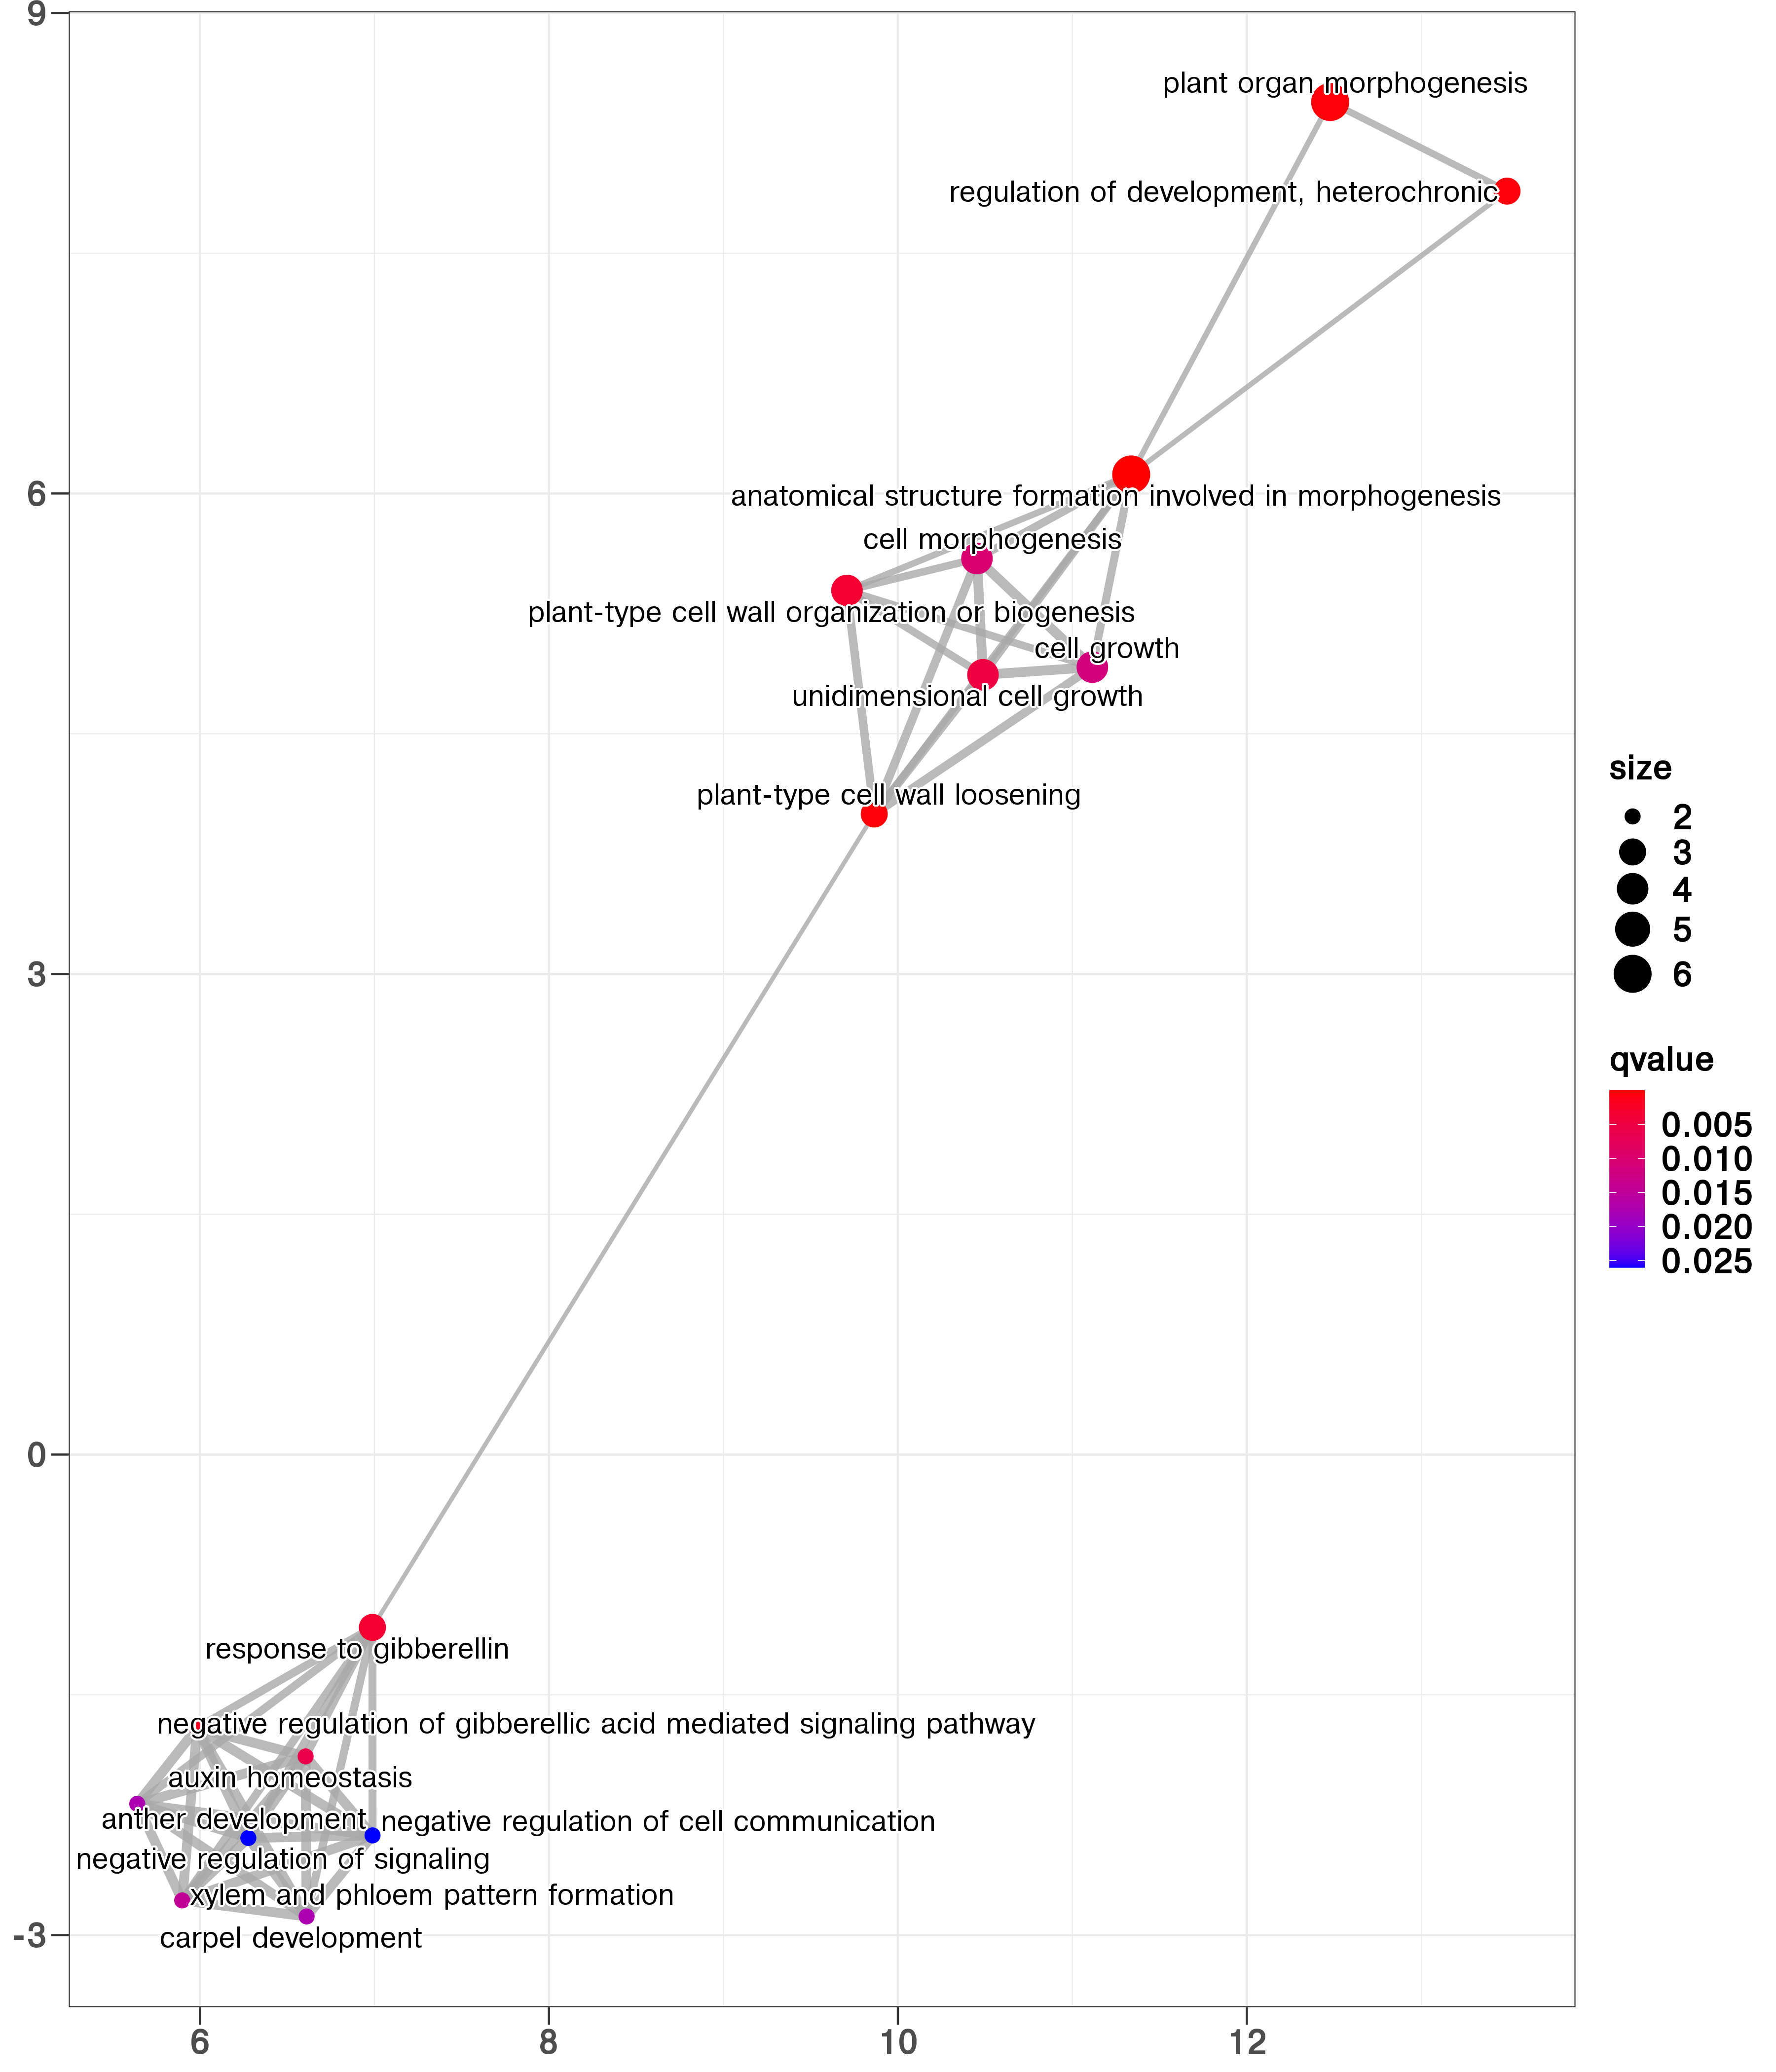 9
plant organ morphogenesis
regulation of development, heterochronic
6
anatomical structure formation involved in morphogenesis
cell morphogenesis
plant-type cell wall organization or biogenesis
cell growth
unidimensional cell growth
plant-type cell wall loosening
3
0
response to gibberellin
negative regulation of gibberellic acid mediated signaling pathway
auxin homeostasis
anther development
negative regulation of cell communication
negative regulation of signaling
xylem and phloem pattern formation
carpel development
-3
6 8 10 12
size
2
3
4
5
6
qvalue
0.005
0.010
0.015
0.020
0.025